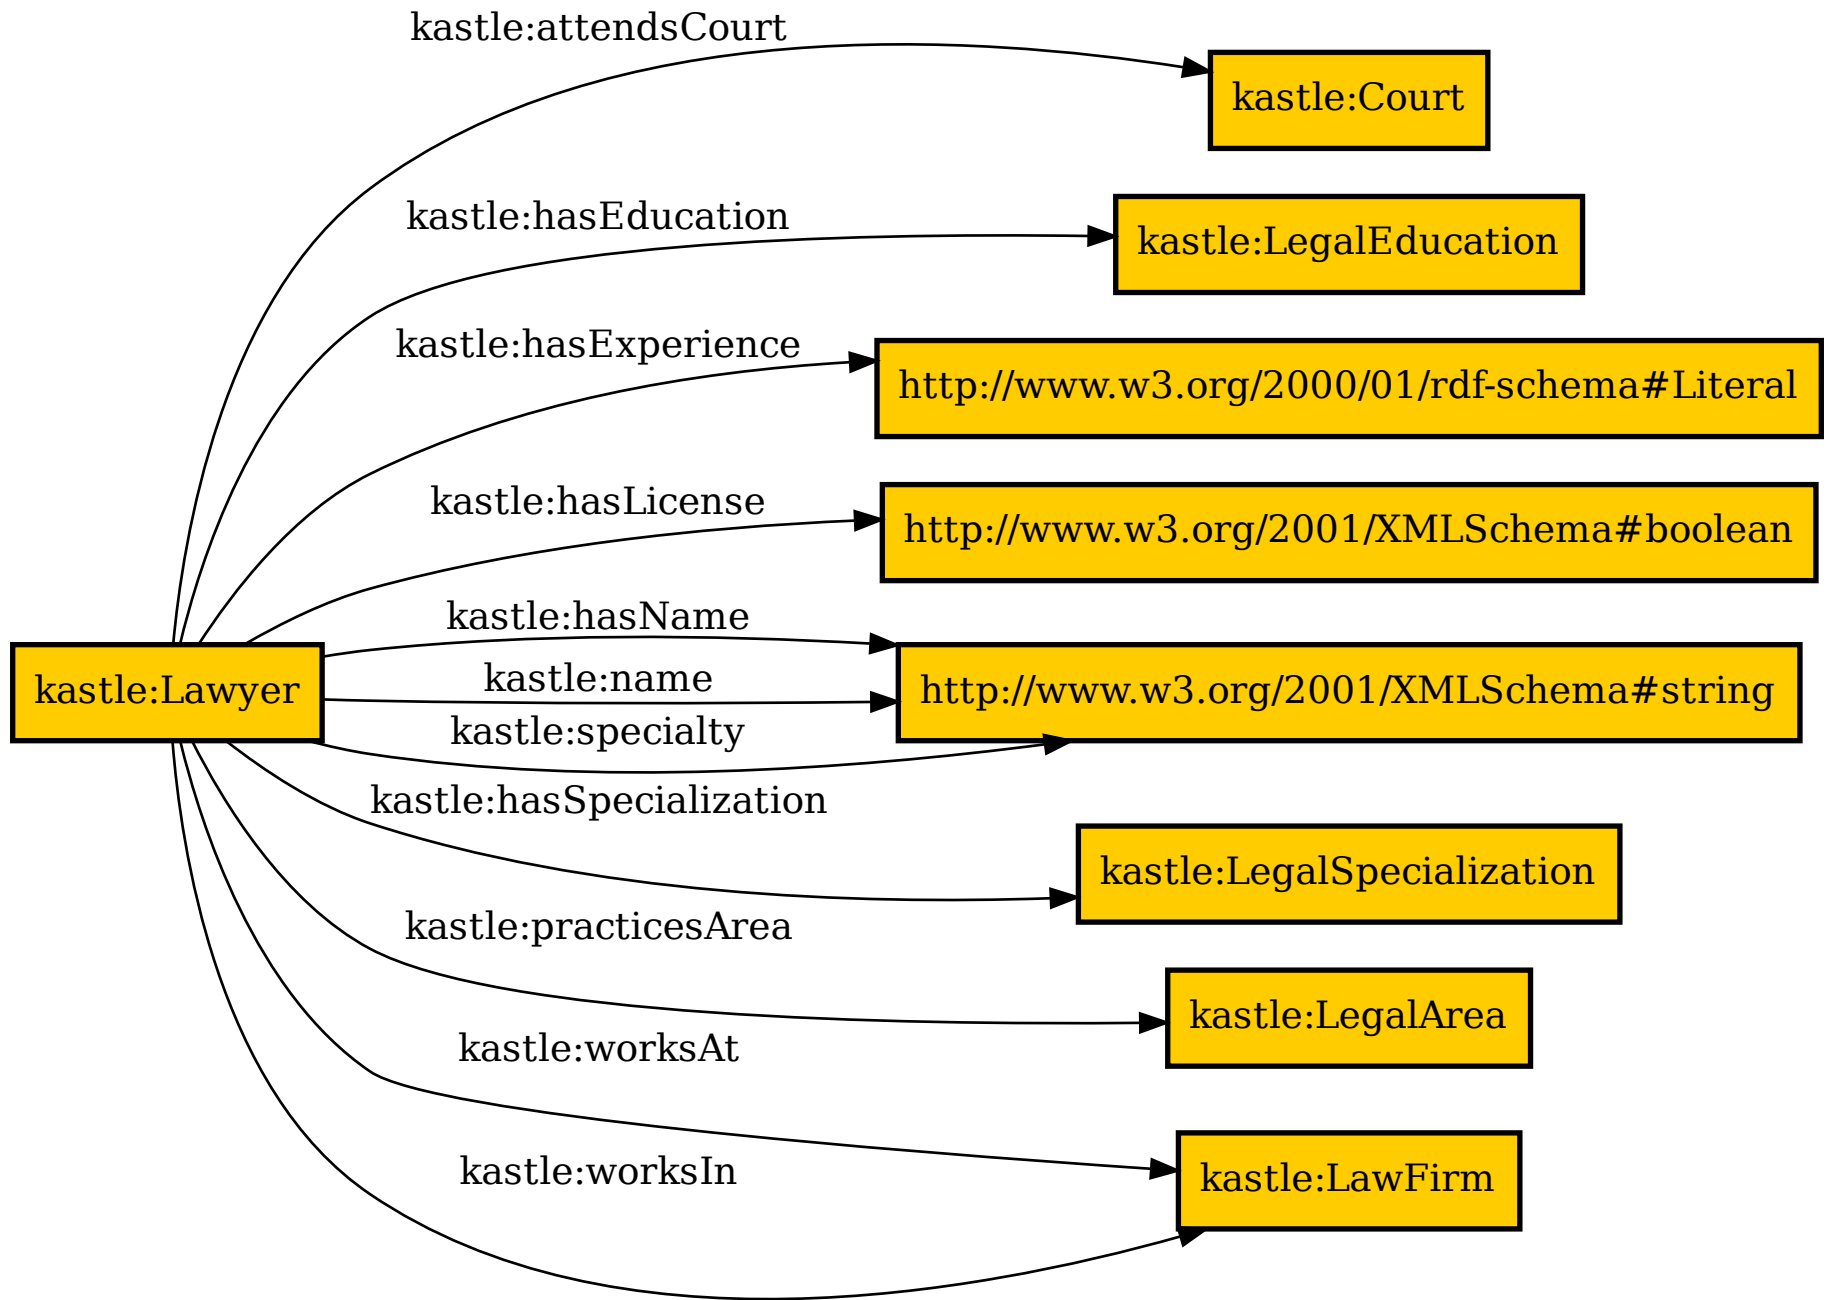 kastle:attendsCourt
kastle:Court
kastle:hasEducation
kastle:LegalEducation
kastle:hasExperience
http://www.w3.org/2000/01/rdf-schema#Literal
kastle:hasLicense
http://www.w3.org/2001/XMLSchema#boolean
kastle:hasName
kastle:Lawyer
kastle:name
http://www.w3.org/2001/XMLSchema#string
kastle:specialty
kastle:hasSpecialization
kastle:LegalSpecialization
kastle:practicesArea
kastle:LegalArea
kastle:worksAt
kastle:worksIn
kastle:LawFirm